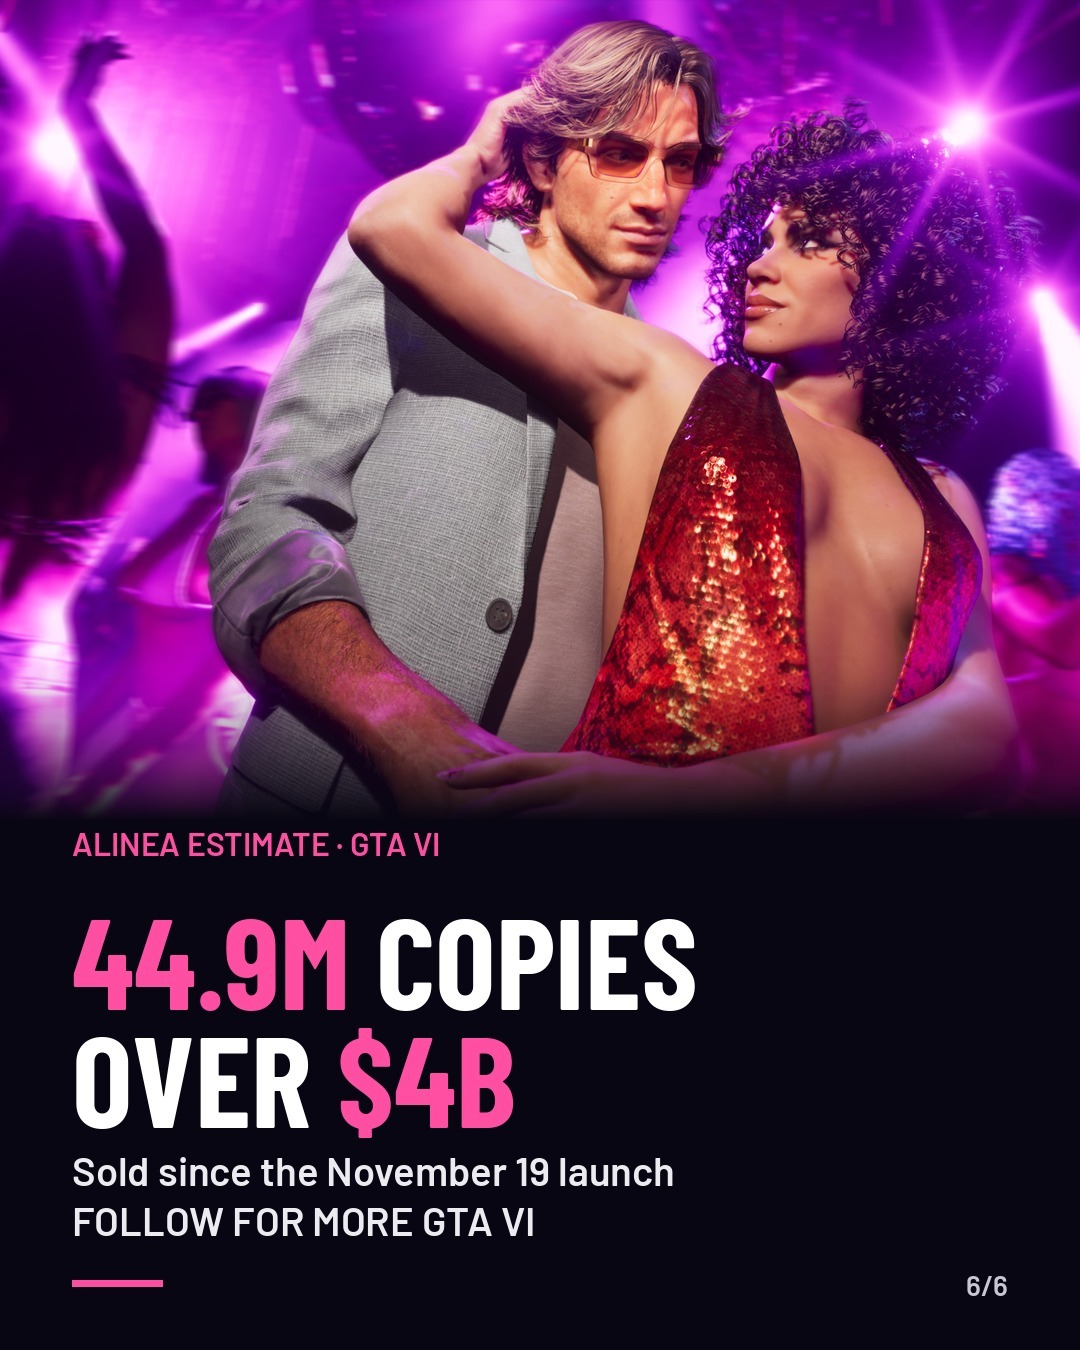 ALINEA ESTIMATE · GTA VI
44.9M COPIES
OVER $4B
Sold since the November 19 launch
FOLLOW FOR MORE GTA VI
6/6